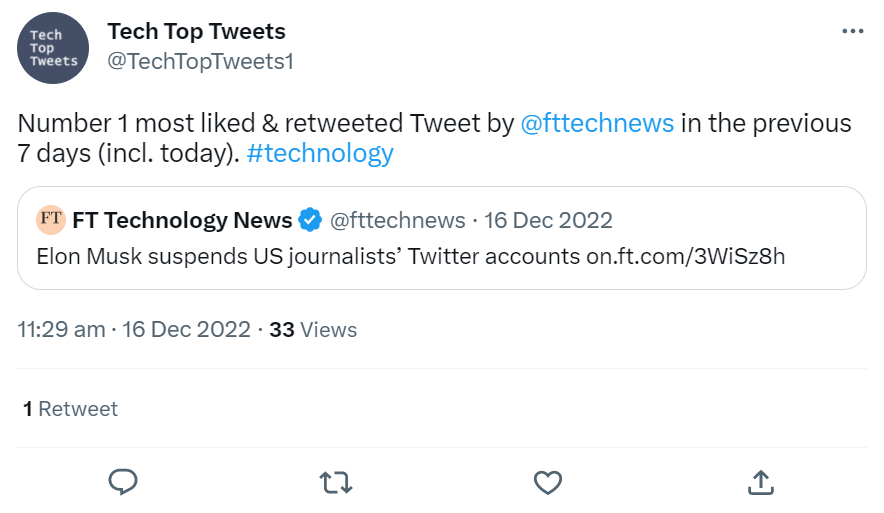 Tech
Top
Tweets
Tech Top Tweets
@TechTopTweets1
Number 1 most liked & retweeted Tweet by @fttechnews in the previous
7 days (incl. today). #technology
FT FT Technology News @fttechnews · 16 Dec 2022
Elon Musk suspends US journalists’ Twitter accounts on.ft.com/3WiSz8h
11:29 am · 16 Dec 2022 · 33 Views
1 Retweet